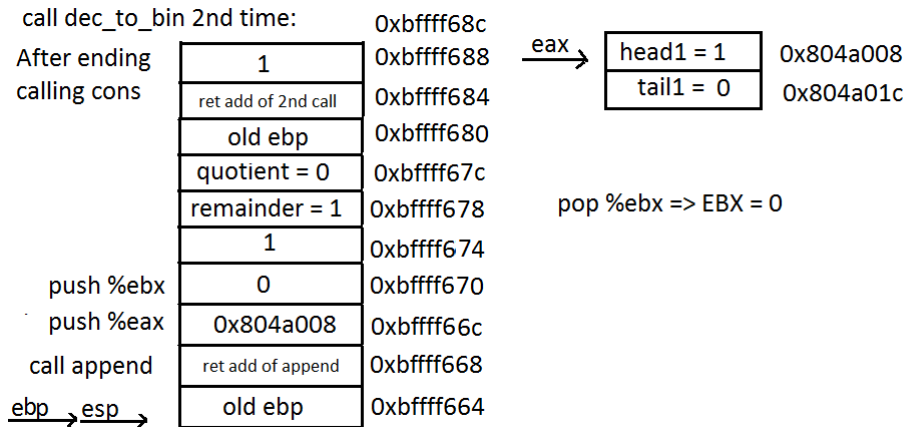 call dec_to_bin 2nd time:
0xbffff68c
After ending
calling cons
1
0xbffff688
ret add of 2nd call
0xbffff684
old ebp
0xbffff680
quotient = 0
0xbffff67c
remainder = 1
0xbffff678
1
0xbffff674
push %ebx
0
0xbffff670
push %eax
0x804a008
0xbffff66c
call append
ret add of append
0xbffff668
ebp
esp
old ebp
0xbffff664
eax
head1 = 1
0x804a008
tail1 = 0
0x804a01c
pop %ebx => EBX = 0